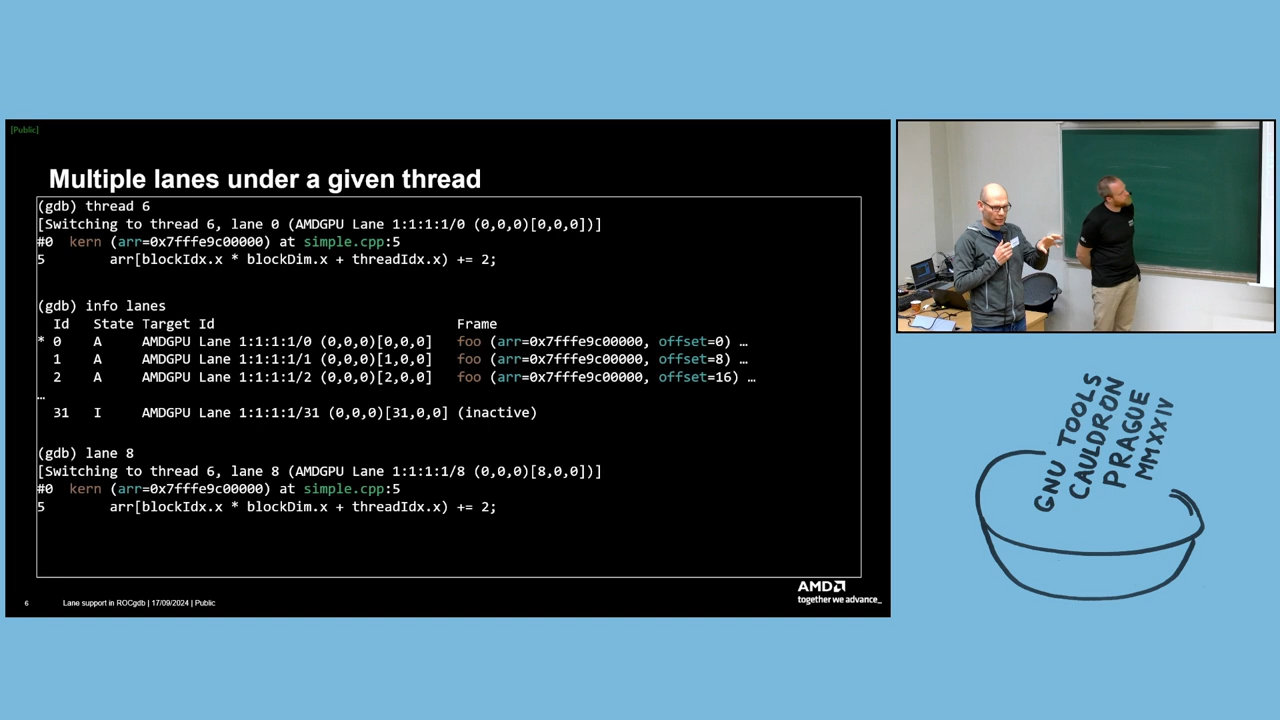 [Public]
Multiple lanes under a given thread
(gdb) thread 6
[Switching to thread 6, lane 0 (AMDGPU Lane 1:1:1:1/0 (0,0,0)[0,0,0])]
#0 kern (arr=0x7fffe9c00000) at simple.cpp:5
5 arr[blockIdx.x * blockDim.x + threadIdx.x) += 2;
(gdb) info lanes
Id State Target Id Frame
* 0 A AMDGPU Lane 1:1:1:1/0 (0,0,0)[0,0,0] foo (arr=0x7fffe9c00000, offset=0) …
1 A AMDGPU Lane 1:1:1:1/1 (0,0,0)[1,0,0] foo (arr=0x7fffe9c00000, offset=8) …
2 A AMDGPU Lane 1:1:1:1/2 (0,0,0)[2,0,0] foo (arr=0x7fffe9c00000, offset=16) …
…
31 I AMDGPU Lane 1:1:1:1/31 (0,0,0)[31,0,0] (inactive)
(gdb) lane 8
[Switching to thread 6, lane 8 (AMDGPU Lane 1:1:1:1/8 (0,0,0)[8,0,0])]
#0 kern (arr=0x7fffe9c00000) at simple.cpp:5
5 arr[blockIdx.x * blockDim.x + threadIdx.x) += 2;
6 Lane support in ROCgdb | 17/09/2024 | Public
AMD
together we advance_
GNU TOOLS
CAULDRON
PRAGUE
MMXXIV